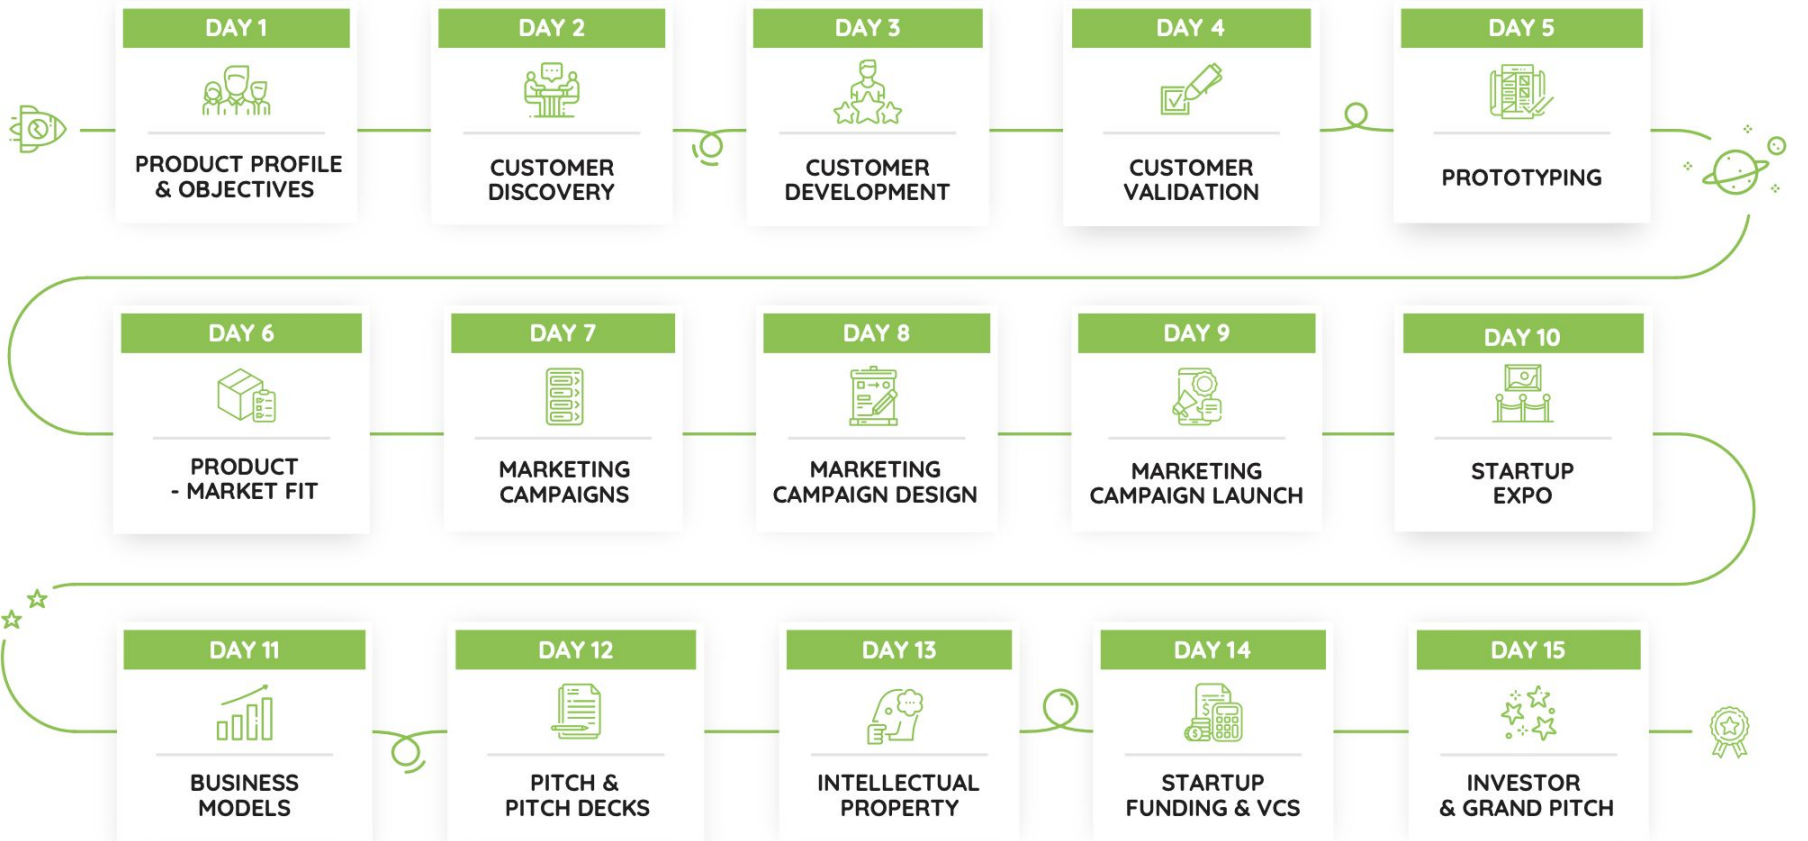 DAY 1
PRODUCT PROFILE
& OBJECTIVES
DAY 2
CUSTOMER
DISCOVERY
DAY 3
CUSTOMER
DEVELOPMENT
DAY 4
CUSTOMER
VALIDATION
DAY 5
PROTOTYPING
DAY 6
PRODUCT
- MARKET FIT
DAY 7
MARKETING
CAMPAIGNS
DAY 8
MARKETING
CAMPAIGN DESIGN
DAY 9
MARKETING
CAMPAIGN LAUNCH
DAY 10
STARTUP
EXPO
DAY 11
BUSINESS
MODELS
DAY 12
PITCH &
PITCH DECKS
DAY 13
INTELLECTUAL
PROPERTY
DAY 14
STARTUP
FUNDING & VCS
DAY 15
INVESTOR
& GRAND PITCH